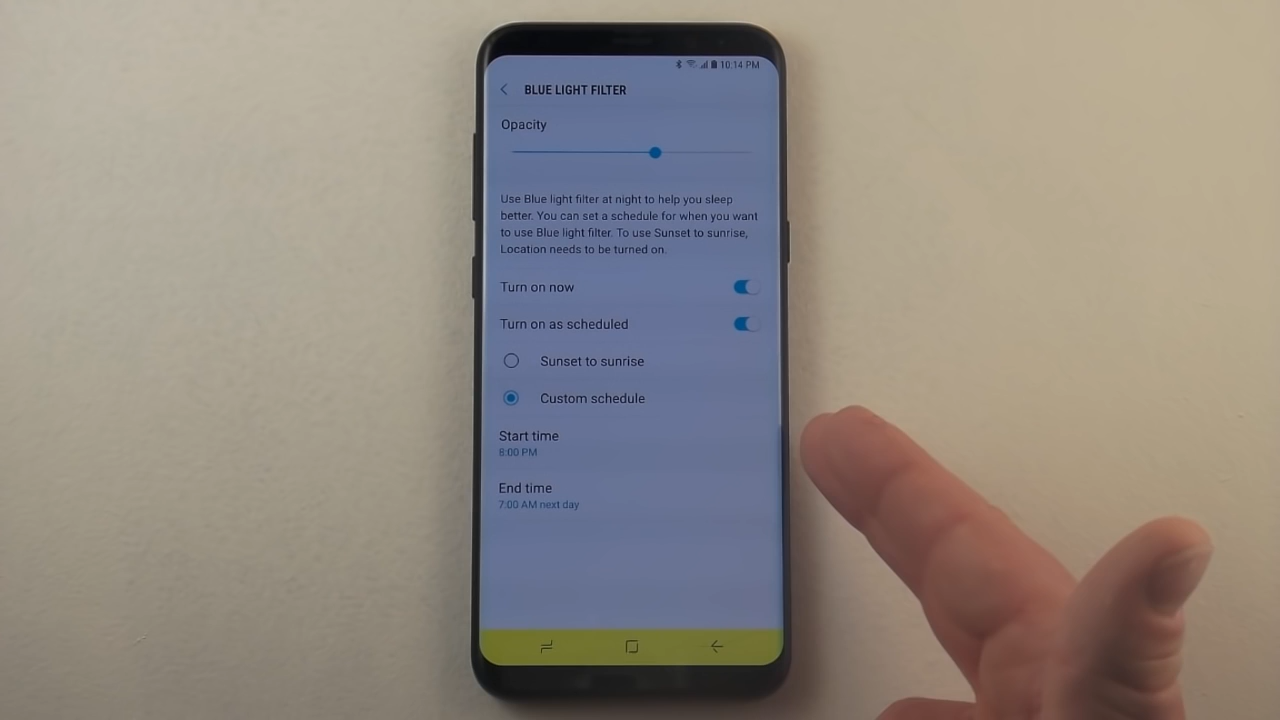 10:14 PM
BLUE LIGHT FILTER
Opacity
Use Blue light filter at night to help you sleep
better. You can set a schedule for when you want
to use Blue light filter. To use Sunset to sunrise,
Location needs to be turned on.
Turn on now
Turn on as scheduled
Sunset to sunrise
Custom schedule
Start time
8:00 PM
End time
7:00 AM next day